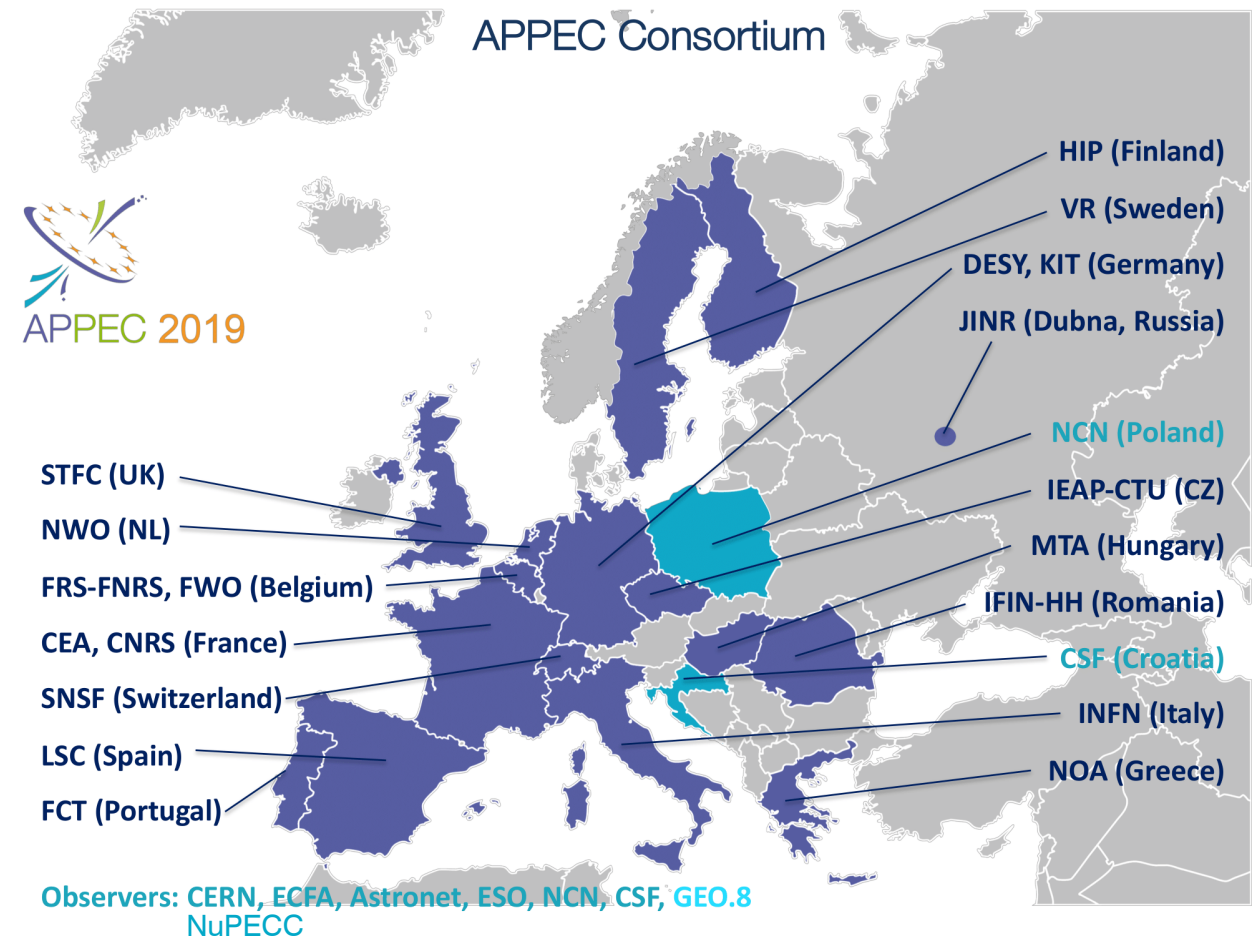 APPEC Consortium
APPEC 2019
HIP (Finland)
VR (Sweden)
DESY, KIT (Germany)
JINR (Dubna, Russia)
NCN (Poland)
IEAP-CTU (CZ)
MTA (Hungary)
IFIN-HH (Romania)
CSF (Croatia)
INFN (Italy)
NOA (Greece)
STFC (UK)
NWO (NL)
FRS-FNRS, FWO (Belgium)
CEA, CNRS (France)
SNSF (Switzerland)
LSC (Spain)
FCT (Portugal)
Observers: CERN, ECFA, Astronet, ESO, NCN, CSF, GEO.8
NuPECC